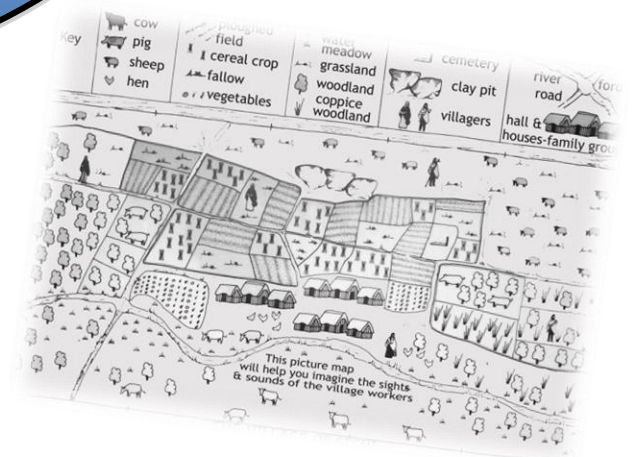 Key
cow
pig
sheep
hen
ploughed
field
cereal crop
fallow
vegetables
water
meadow
grassland
woodland
coppice
woodland
cemetery
clay pit
villagers
river
road
hall &
houses-family
This picture map
will help you imagine the sights
& sounds of the village workers